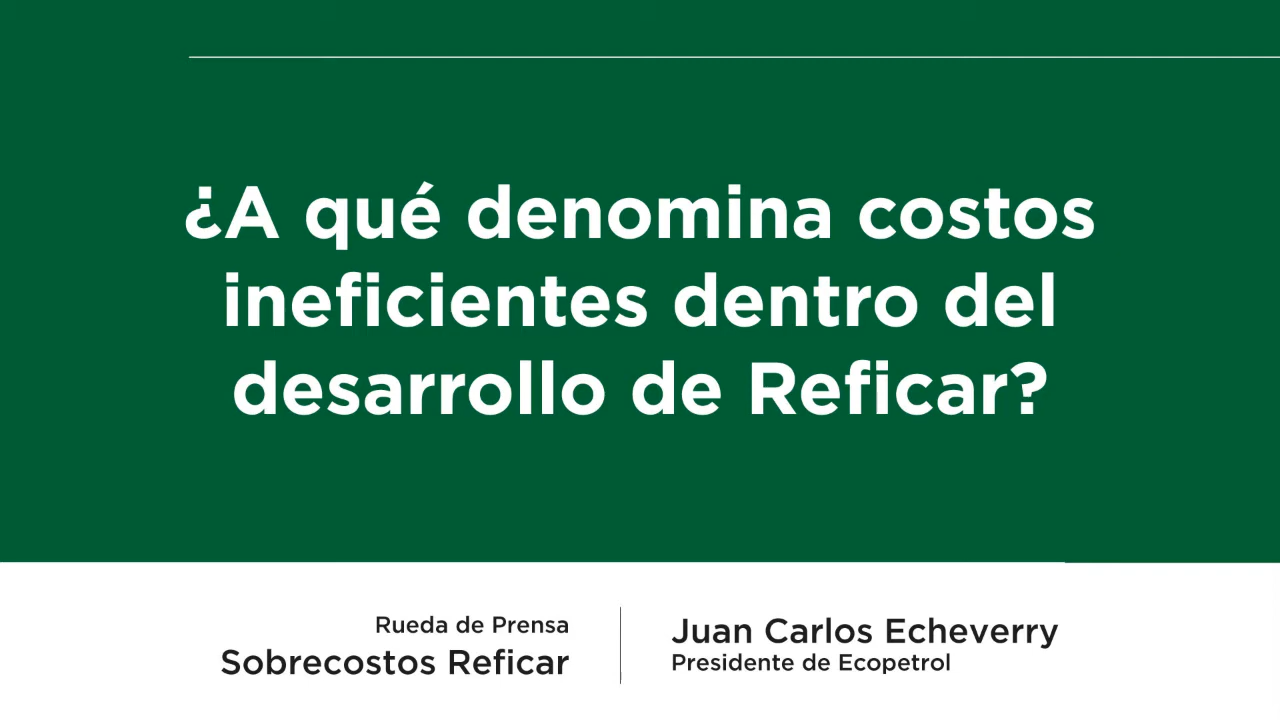 ¿A qué denomina costos
ineficientes dentro del
desarrollo de Reficar?
Rueda de Prensa
Sobrecostos Reficar
Juan Carlos Echeverry
Presidente de Ecopetrol